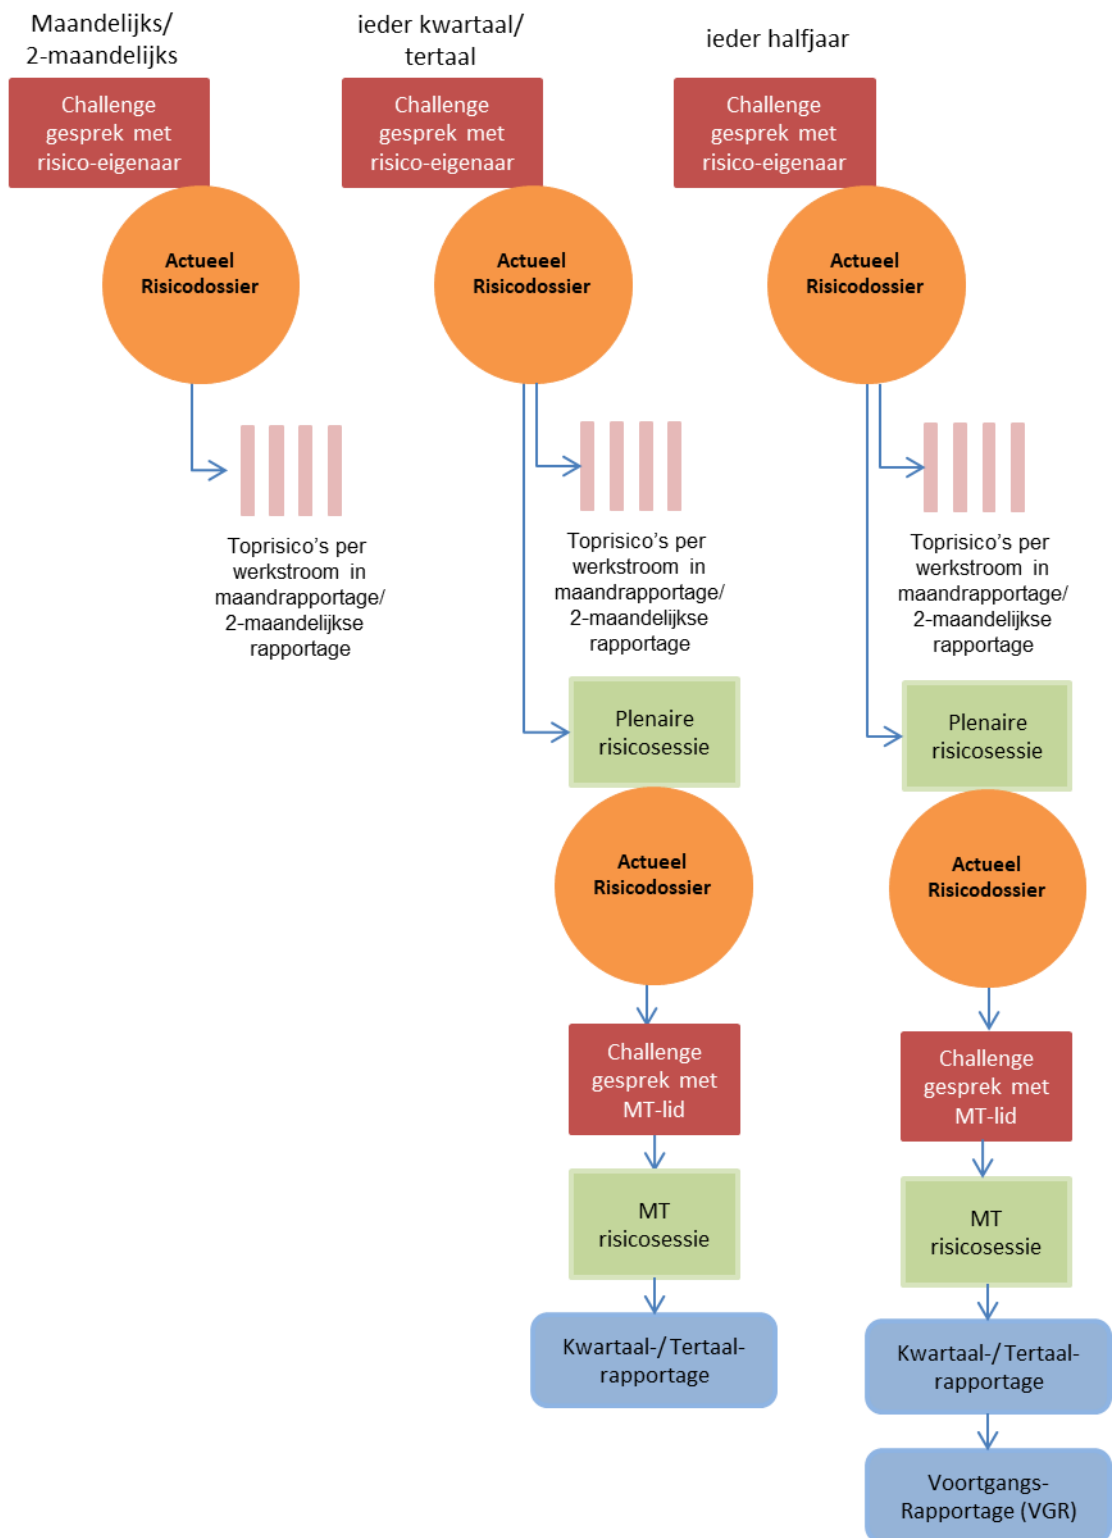 Maandelijks/
2-maandelijks
Challenge
gesprek met
risico-eigenaar
Actueel
Risicodossier
Toprisico’s per
werkstroom in
maandrapportage/
2-maandelijkse
rapportage
ieder kwartaal/
tertaal
Challenge
gesprek met
risico-eigenaar
Actueel
Risicodossier
Toprisico’s per
werkstroom in
maandrapportage/
2-maandelijkse
rapportage
Plenaire
risicosessie
Actueel
Risicodossier
Challenge
gesprek met
MT-lid
MT
risicosessie
Kwartaal-/Tertaal-
rapportage
ieder halfjaar
Challenge
gesprek met
risico-eigenaar
Actueel
Risicodossier
Toprisico’s per
werkstroom in
maandrapportage/
2-maandelijkse
rapportage
Plenaire
risicosessie
Actueel
Risicodossier
Challenge
gesprek met
MT-lid
MT
risicosessie
Kwartaal-/Tertaal-
rapportage
Voortgangs-
Rapportage (VGR)